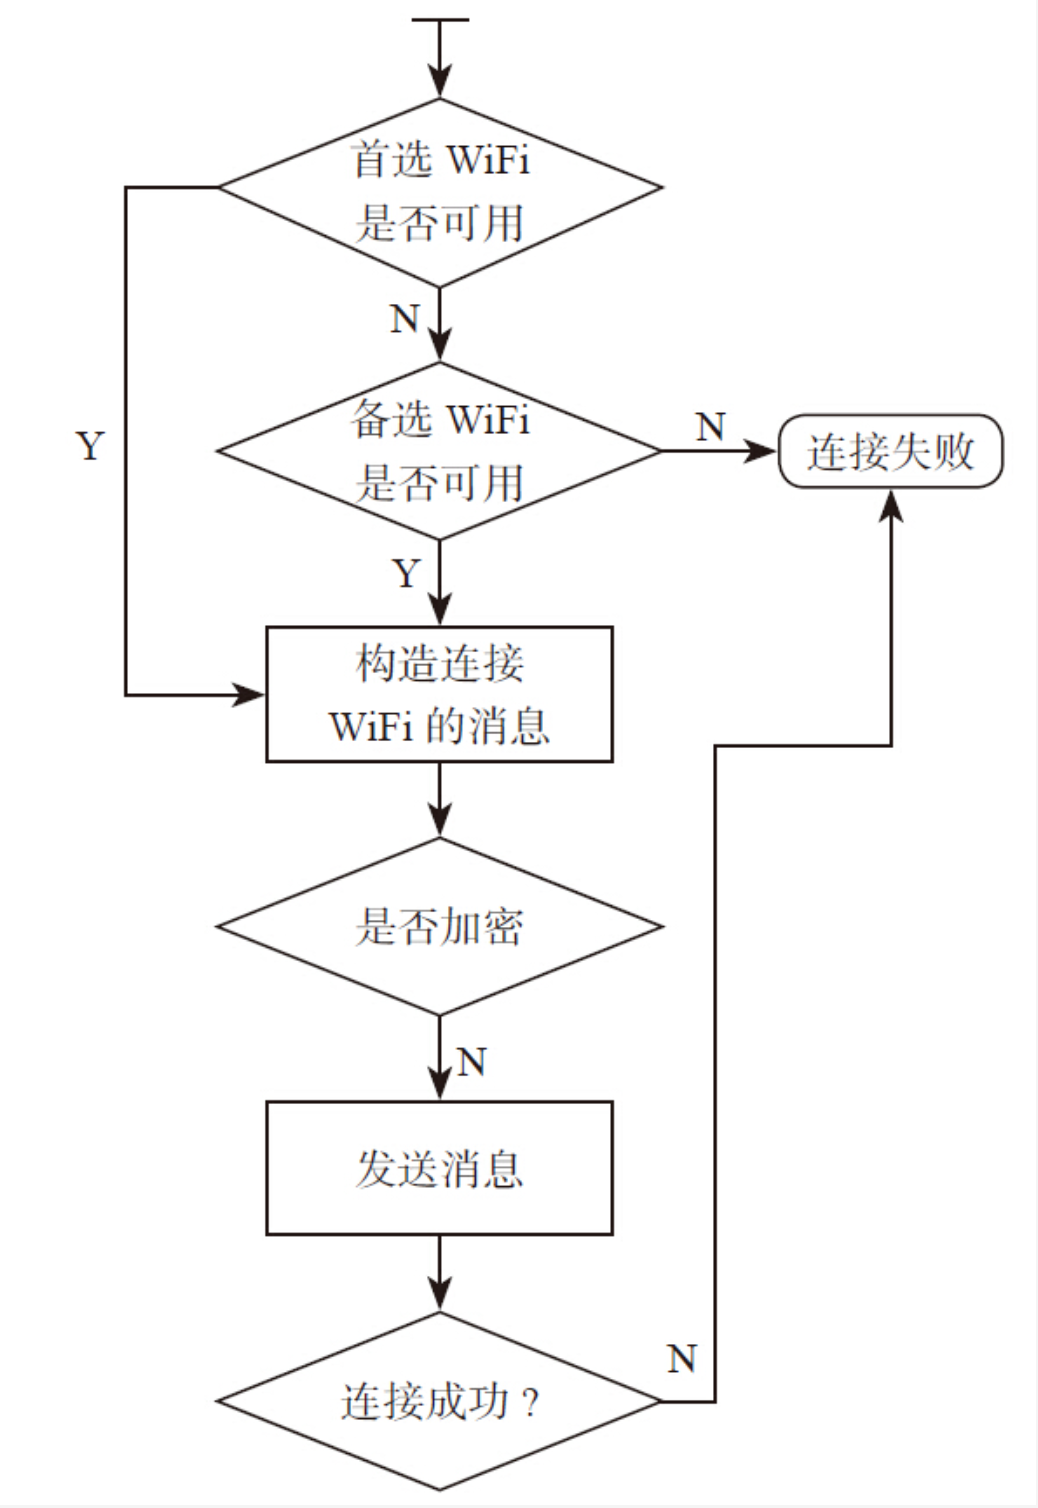 首选 WiFi
是否可用
N
备选 WiFi
是否可用
N
连接失败
Y
Y
构造连接
WiFi 的消息
是否加密
N
发送消息
N
连接成功？